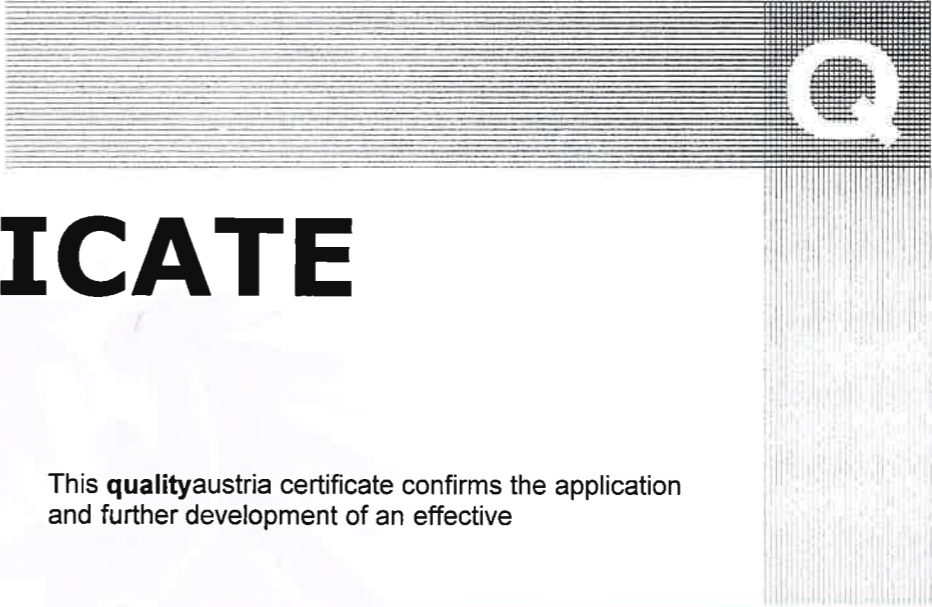 Q
ICATE
This qualityaustria certificate confirms the application
and further development of an effective